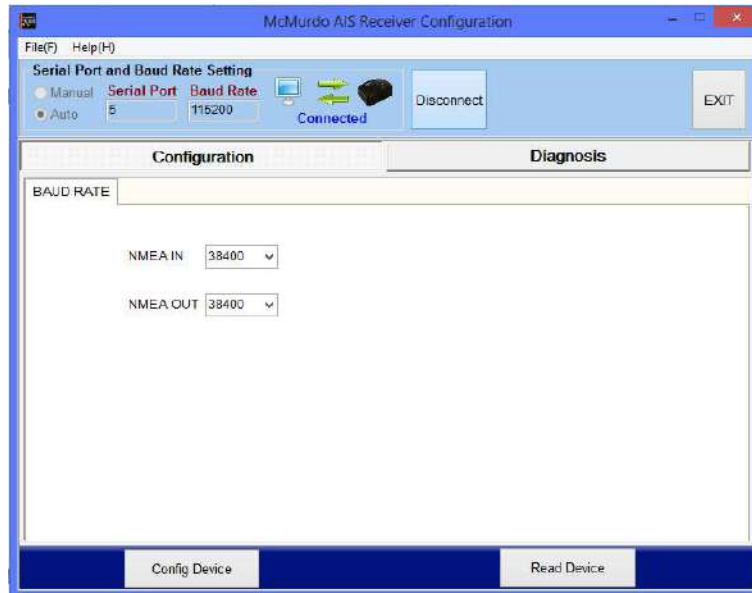 McMurdo AIS Receiver Configuration
File(F) Help(H)
Serial Port and Baud Rate Setting
Manual Serial Port Baud Rate
Auto 5 115200
Connected
Disconnect
EXIT
Configuration Diagnosis
BAUD RATE
NMEA IN 38400
NMEA OUT 38400
Config Device Read Device